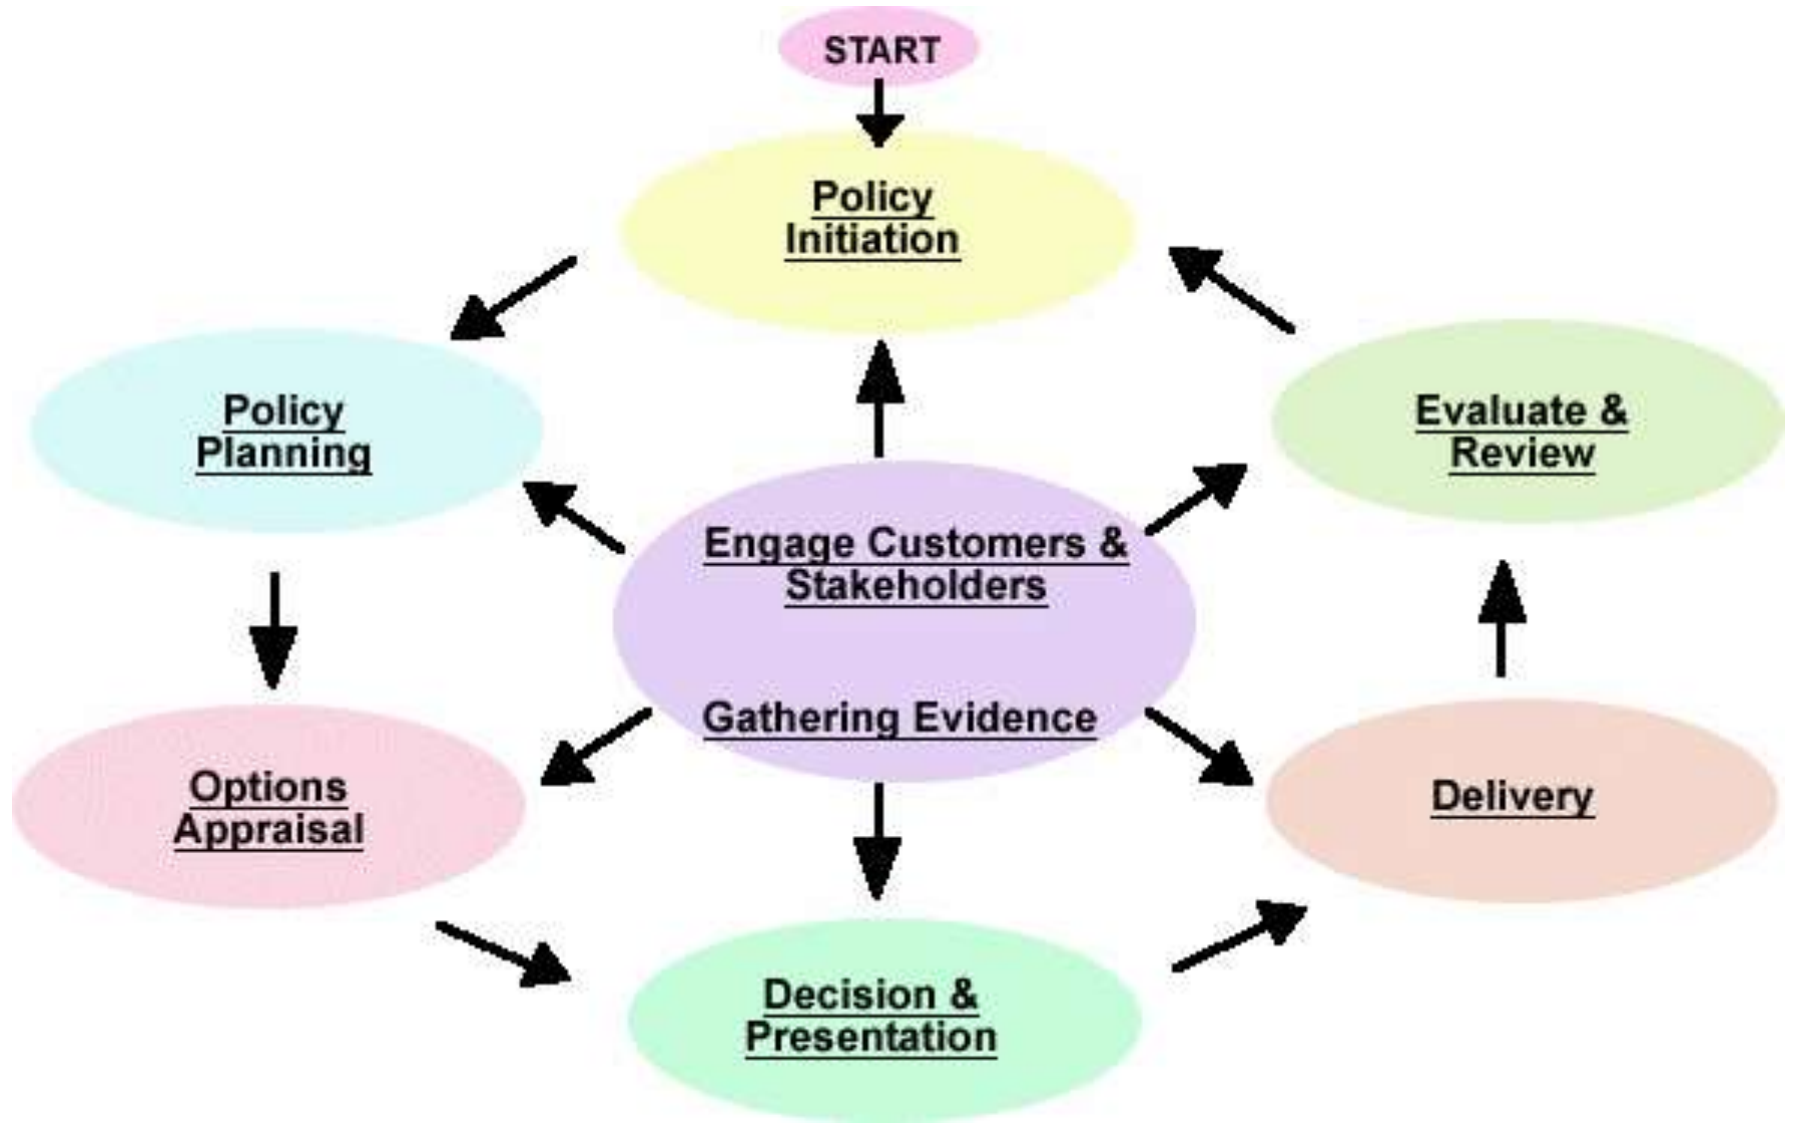 START
Policy
Initiation
Policy
Planning
Evaluate &
Review
Engage Customers &
Stakeholders
Gathering Evidence
Options
Appraisal
Delivery
Decision &
Presentation